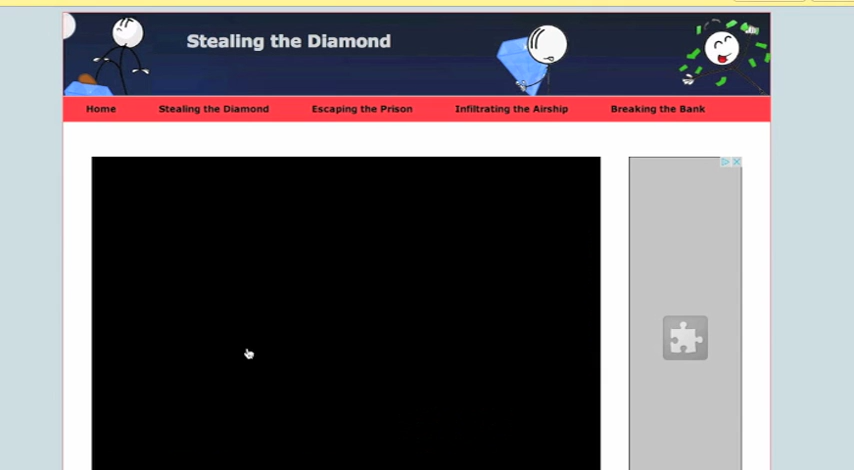 Stealing the Diamond
Home Stealing the Diamond Escaping the Prison Infiltrating the Airship Breaking the Bank